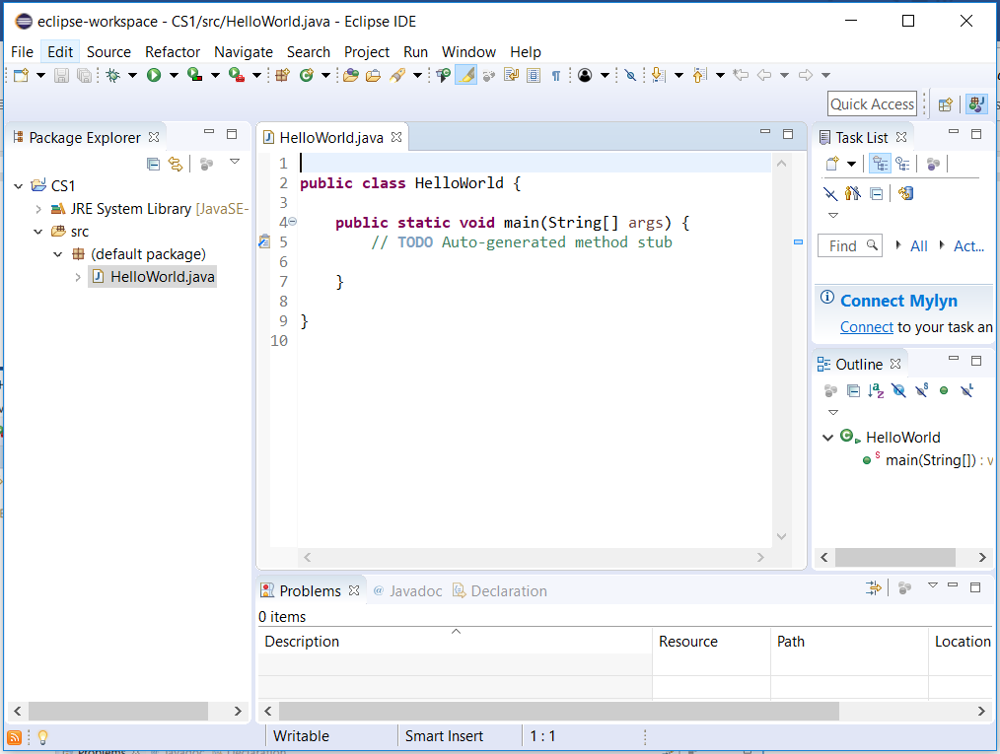 eclipse-workspace - CS1/src/HelloWorld.java - Eclipse IDE
File Edit Source Refactor Navigate Search Project Run Window Help
Quick Access
Package Explorer
CS1
JRE System Library [JavaSE-
src
(default package)
HelloWorld.java
HelloWorld.java
1
2 public class HelloWorld {
3
4 public static void main(String[] args) {
5 // TODO Auto-generated method stub
6
7 }
8
9 }
10
Task List
Find All Act...
Connect Mylyn
Connect to your task an
Outline
HelloWorld
main(String[]) : v
Problems @ Javadoc Declaration
0 items
Description Resource Path Location
Writable Smart Insert 1 : 1